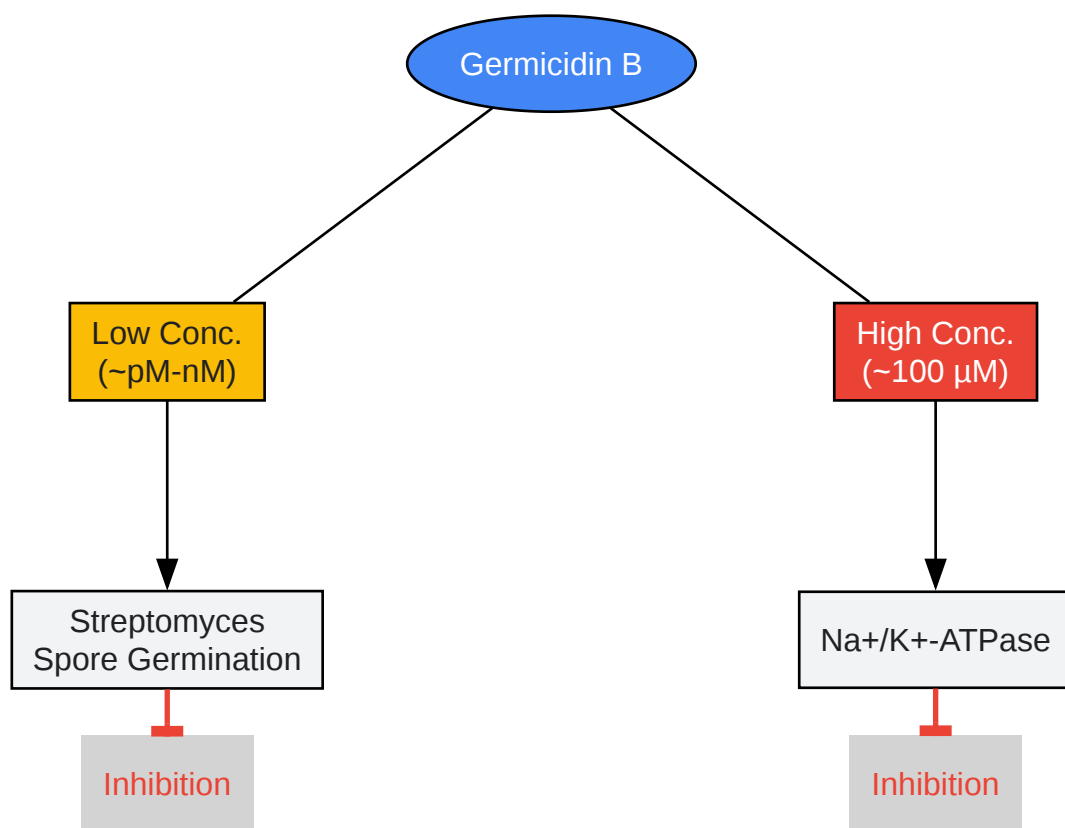 Germicidin B
Low Conc.
(~pM-nM)
High Conc.
(~100 µM)
Streptomyces
Spore Germination
Na+/K+-ATPase
Inhibition
Inhibition